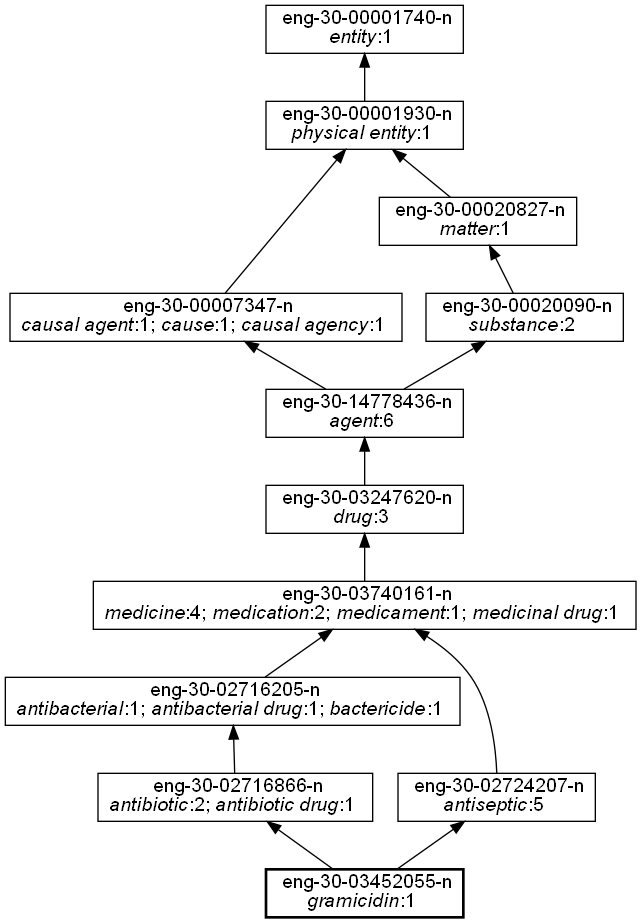 eng-30-00001740-n
entity:1
eng-30-00001930-n
physical entity:1
eng-30-00020827-n
matter:1
eng-30-00007347-n
causal agent:1; cause:1; causal agency:1
eng-30-00020090-n
substance:2
eng-30-14778436-n
agent:6
eng-30-03247620-n
drug:3
eng-30-03740161-n
medicine:4; medication:2; medicament:1; medicinal drug:1
eng-30-02716205-n
antibacterial:1; antibacterial drug:1; bactericide:1
eng-30-02716866-n
antibiotic:2; antibiotic drug:1
eng-30-02724207-n
antiseptic:5
eng-30-03452055-n
gramicidin:1